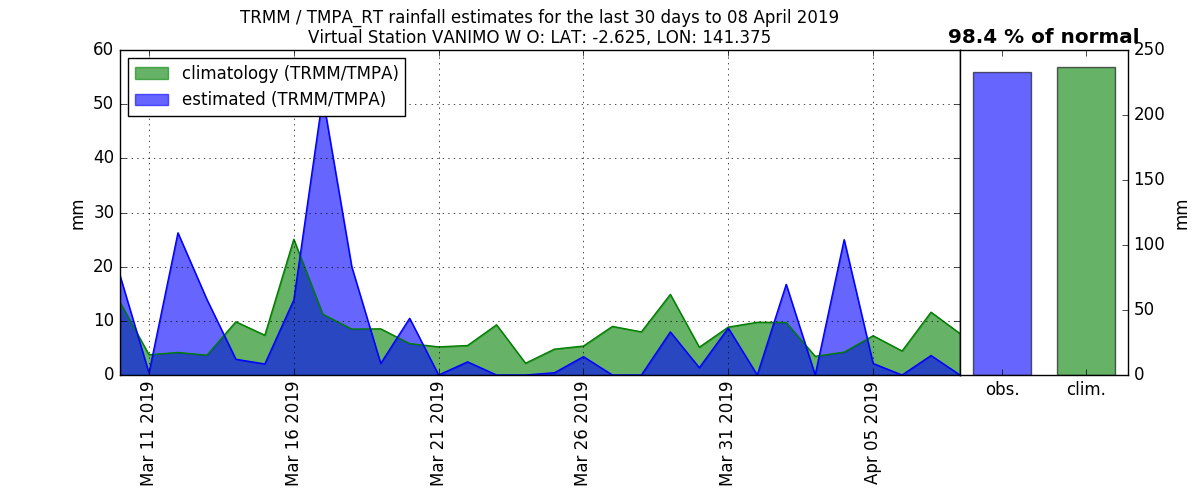 TRMM / TMPA_RT rainfall estimates for the last 30 days to 08 April 2019
Virtual Station VANIMO W O: LAT: -2.625, LON: 141.375
98.4 % of normal
climatology (TRMM/TMPA)
estimated (TRMM/TMPA)
60
50
40
30
20
10
0
mm
Mar 11 2019
Mar 16 2019
Mar 21 2019
Mar 26 2019
Mar 31 2019
Apr 05 2019
obs.
clim.
250
200
150
100
50
0
mm